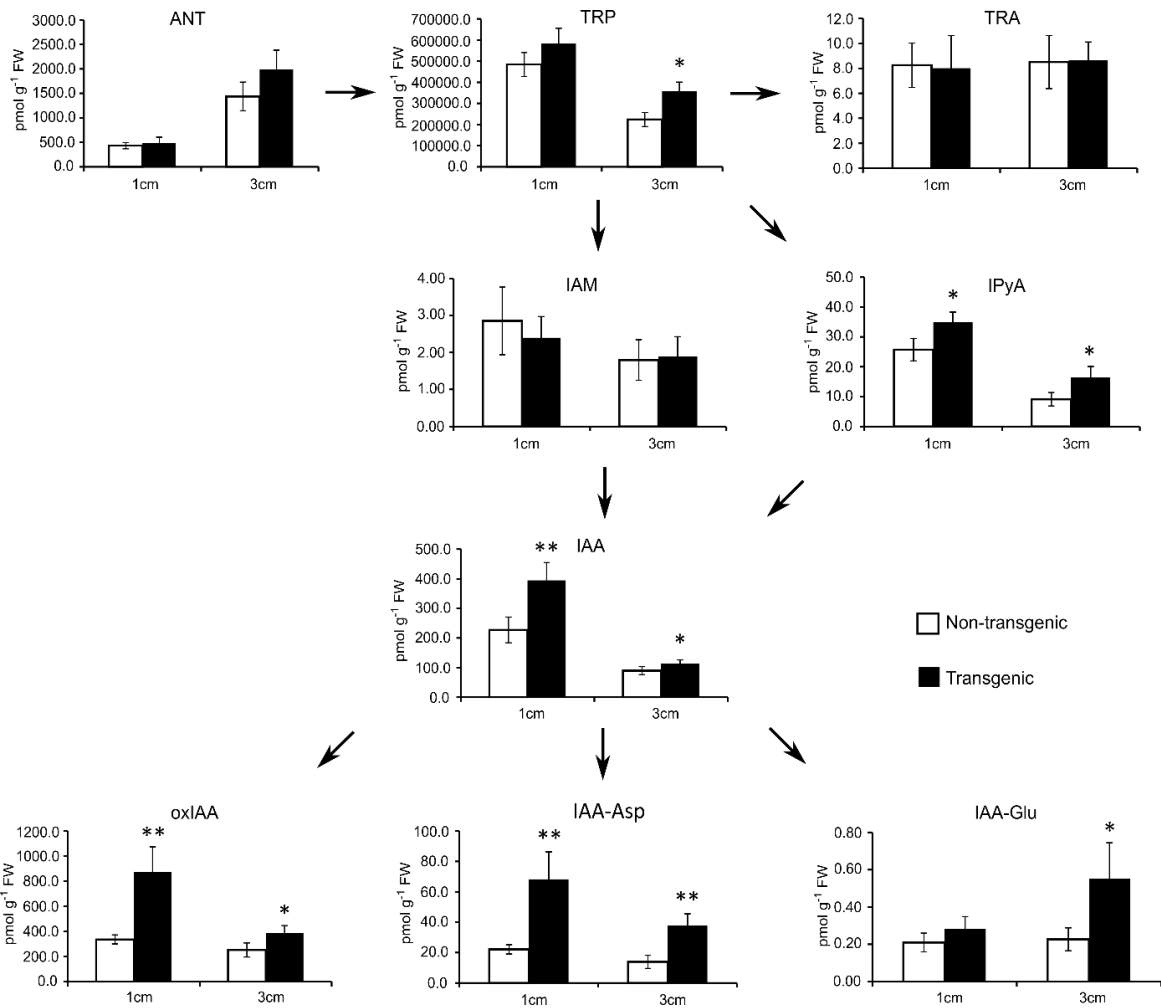 ANT
3000.0
2500.0
2000.0
1500.0
1000.0
500.0
0.0
pmol g⁻¹ FW
1cm 3cm
TRP
700000.0
600000.0
500000.0
400000.0
300000.0
200000.0
100000.0
0.0
pmol g⁻¹ FW
*
1cm 3cm
TRA
12.0
10.0
8.0
6.0
4.0
2.0
0.0
pmol g⁻¹ FW
1cm 3cm
IAM
4.00
3.00
2.00
1.00
0.00
pmol g⁻¹ FW
1cm 3cm
IPyA
50.0
40.0
30.0
20.0
10.0
0.0
pmol g⁻¹ FW
* *
1cm 3cm
IAA
500.0
400.0
300.0
200.0
100.0
0.0
pmol g⁻¹ FW
** *
1cm 3cm
Non-transgenic
Transgenic
oxIAA
1200.0
1000.0
800.0
600.0
400.0
200.0
0.0
pmol g⁻¹ FW
** *
1cm 3cm
IAA-Asp
100.0
80.0
60.0
40.0
20.0
0.0
pmol g⁻¹ FW
** **
1cm 3cm
IAA-Glu
0.80
0.60
0.40
0.20
0.00
pmol g⁻¹ FW
*
1cm 3cm